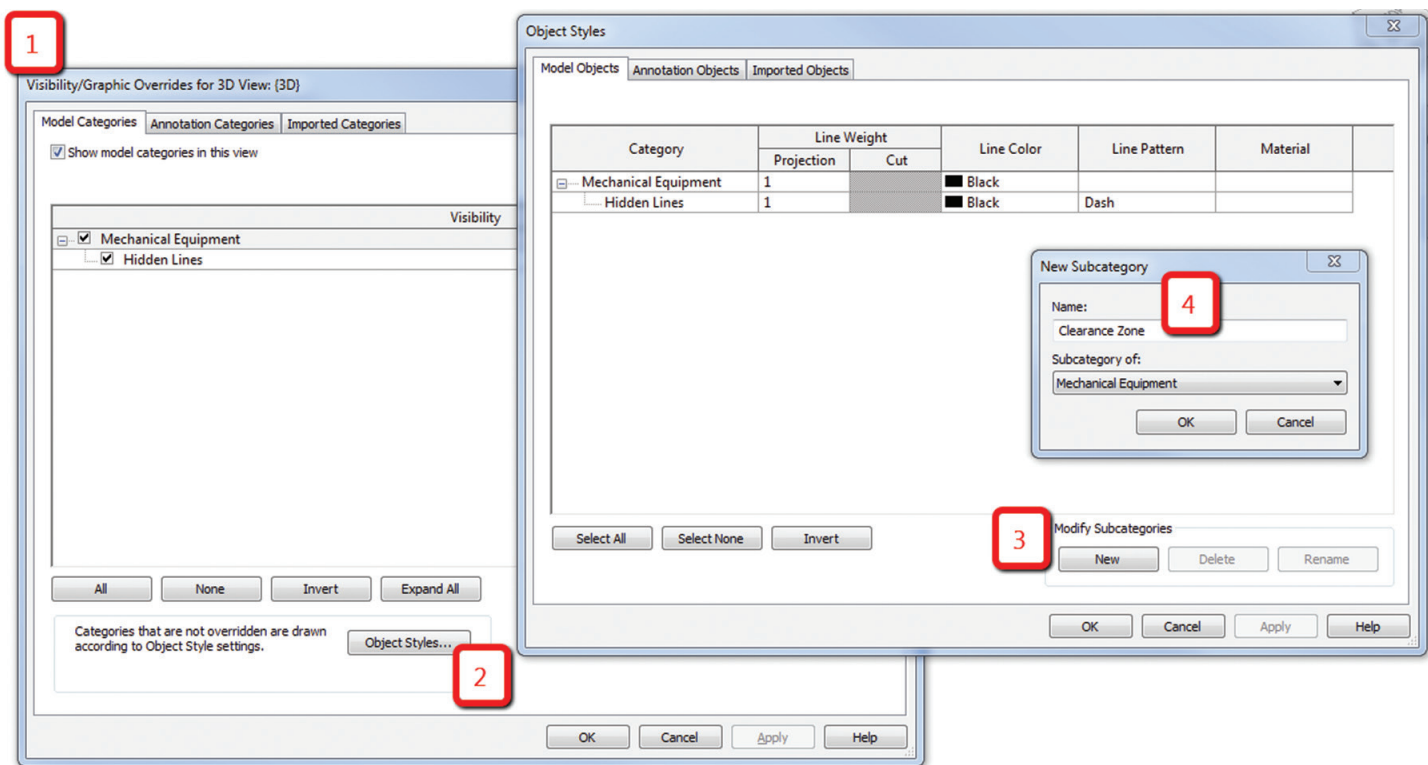 1
Visibility/Graphic Overrides for 3D View: {3D}
Model Categories Annotation Categories Imported Categories
Show model categories in this view
Visibility
Mechanical Equipment
Hidden Lines
All None Invert Expand All
Categories that are not overridden are drawn
according to Object Style settings.
Object Styles...
2
OK Cancel Apply Help
Object Styles
Model Objects Annotation Objects Imported Objects
Category Line Weight Line Color Line Pattern Material
Projection Cut
Mechanical Equipment 1 Black
Hidden Lines 1 Black Dash
New Subcategory
4
Name:
Clearance Zone
Subcategory of:
Mechanical Equipment
OK Cancel
Select All Select None Invert
3
Modify Subcategories
New Delete Rename
OK Cancel Apply Help